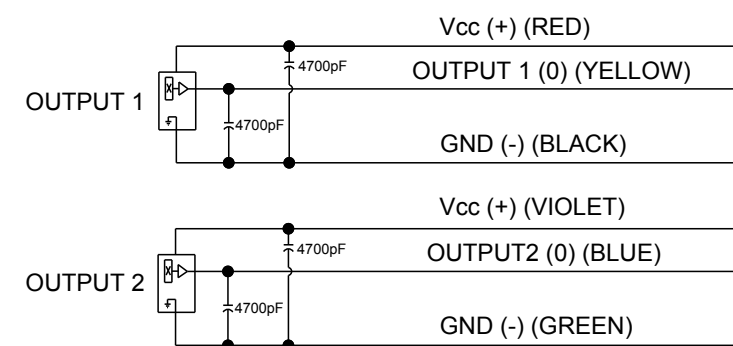 Vcc (+) (RED)
4700pF
OUTPUT 1 (0) (YELLOW)
OUTPUT 1
X
4700pF
GND (-) (BLACK)
Vcc (+) (VIOLET)
4700pF
OUTPUT2 (0) (BLUE)
OUTPUT 2
X
4700pF
GND (-) (GREEN)